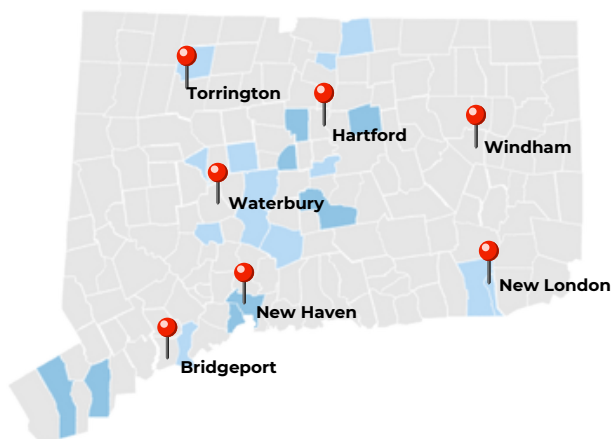 Torrington
Hartford
Windham
Waterbury
New London
New Haven
Bridgeport